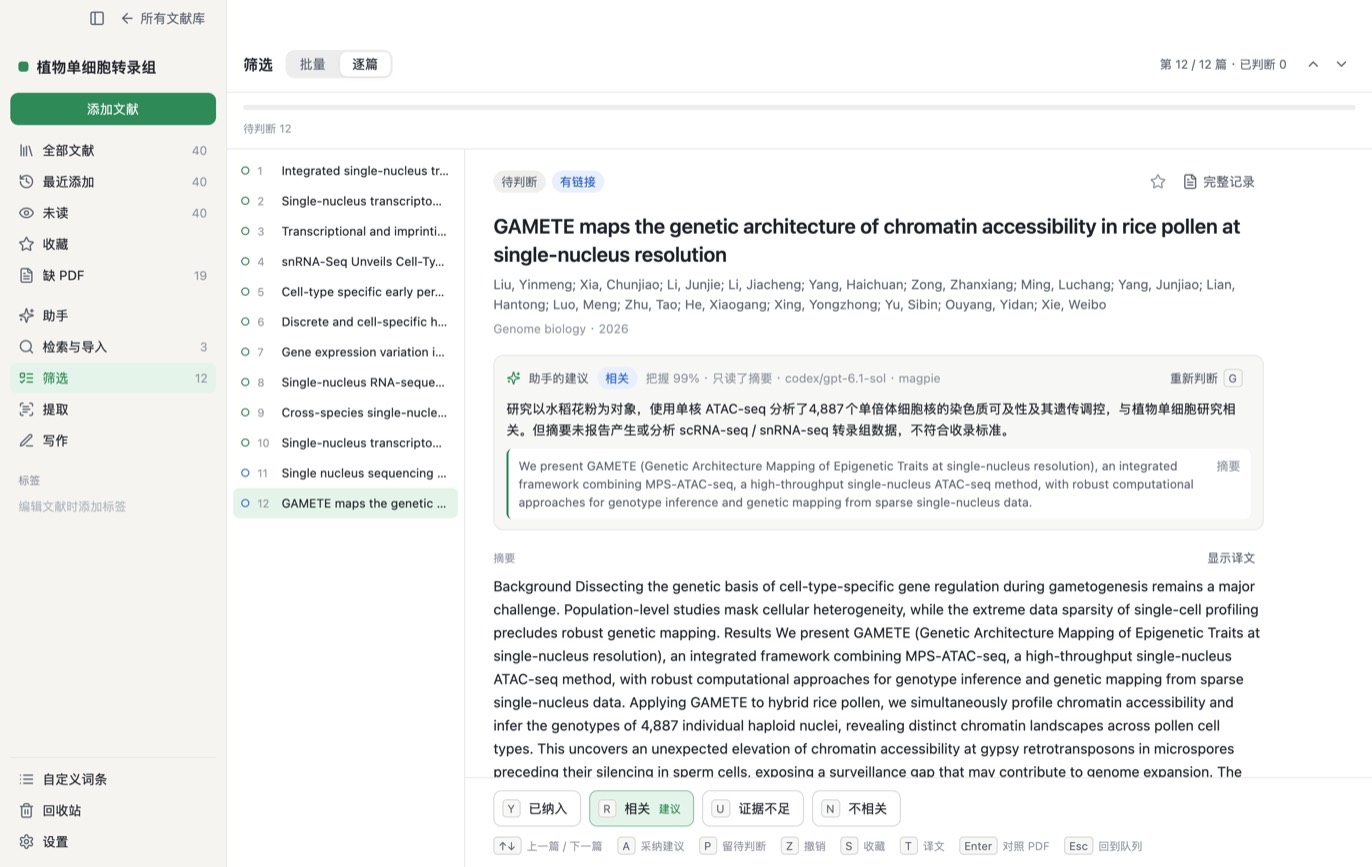 所有文献库
植物单细胞转录组
添加文献
全部文献 40
最近添加 40
未读 40
收藏
缺 PDF 19
助手
检索与导入 3
筛选 12
提取
写作
标签
编辑文献时添加标签
自定义词条
回收站
设置
筛选 批量 逐篇
第 12 / 12 篇 · 已判断 0
待判断 12
1 Integrated single-nucleus tr...
2 Single-nucleus transcripto...
3 Transcriptional and imprinti...
4 snRNA-Seq Unveils Cell-Ty...
5 Cell-type specific early per...
6 Discrete and cell-specific h...
7 Gene expression variation i...
8 Single-nucleus RNA-seque...
9 Cross-species single-nucle...
10 Single-nucleus transcripto...
11 Single nucleus sequencing ...
12 GAMETE maps the genetic ...
待判断 有链接
完整记录
GAMETE maps the genetic architecture of chromatin accessibility in rice pollen at
single-nucleus resolution
Liu, Yinmeng; Xia, Chunjiao; Li, Junjie; Li, Jiacheng; Yang, Haichuan; Zong, Zhanxiang; Ming, Luchang; Yang, Junjiao; Lian,
Hantong; Luo, Meng; Zhu, Tao; He, Xiaogang; Xing, Yongzhong; Yu, Sibin; Ouyang, Yidan; Xie, Weibo
Genome biology · 2026
助手的建议 相关 把握 99% · 只读了摘要 · codex/gpt-6.1-sol · magpie
重新判断 G
研究以水稻花粉为对象，使用单核 ATAC-seq 分析了4,887个单倍体细胞核的染色质可及性及其遗传调控，与植物单细胞研究相
关。但摘要未报告产生或分析 scRNA-seq / snRNA-seq 转录组数据，不符合收录标准。
We present GAMETE (Genetic Architecture Mapping of Epigenetic Traits at single-nucleus resolution), an integrated
framework combining MPS-ATAC-seq, a high-throughput single-nucleus ATAC-seq method, with robust computational
approaches for genotype inference and genetic mapping from sparse single-nucleus data.
摘要
摘要
显示译文
Background Dissecting the genetic basis of cell-type-specific gene regulation during gametogenesis remains a major
challenge. Population-level studies mask cellular heterogeneity, while the extreme data sparsity of single-cell profiling
precludes robust genetic mapping. Results We present GAMETE (Genetic Architecture Mapping of Epigenetic Traits at
single-nucleus resolution), an integrated framework combining MPS-ATAC-seq, a high-throughput single-nucleus
ATAC-seq method, with robust computational approaches for genotype inference and genetic mapping from sparse
single-nucleus data. Applying GAMETE to hybrid rice pollen, we simultaneously profile chromatin accessibility and
infer the genotypes of 4,887 individual haploid nuclei, revealing distinct chromatin landscapes across pollen cell
types. This uncovers an unexpected elevation of chromatin accessibility at gypsy retrotransposons in microspores
preceding their silencing in sperm cells, exposing a surveillance gap that may contribute to genome expansion. The
Y 已纳入 R 相关 建议 U 证据不足 N 不相关
↑↓ 上一篇 / 下一篇 A 采纳建议 P 留待判断 Z 撤销 S 收藏 T 译文 Enter 对照 PDF Esc 回到队列